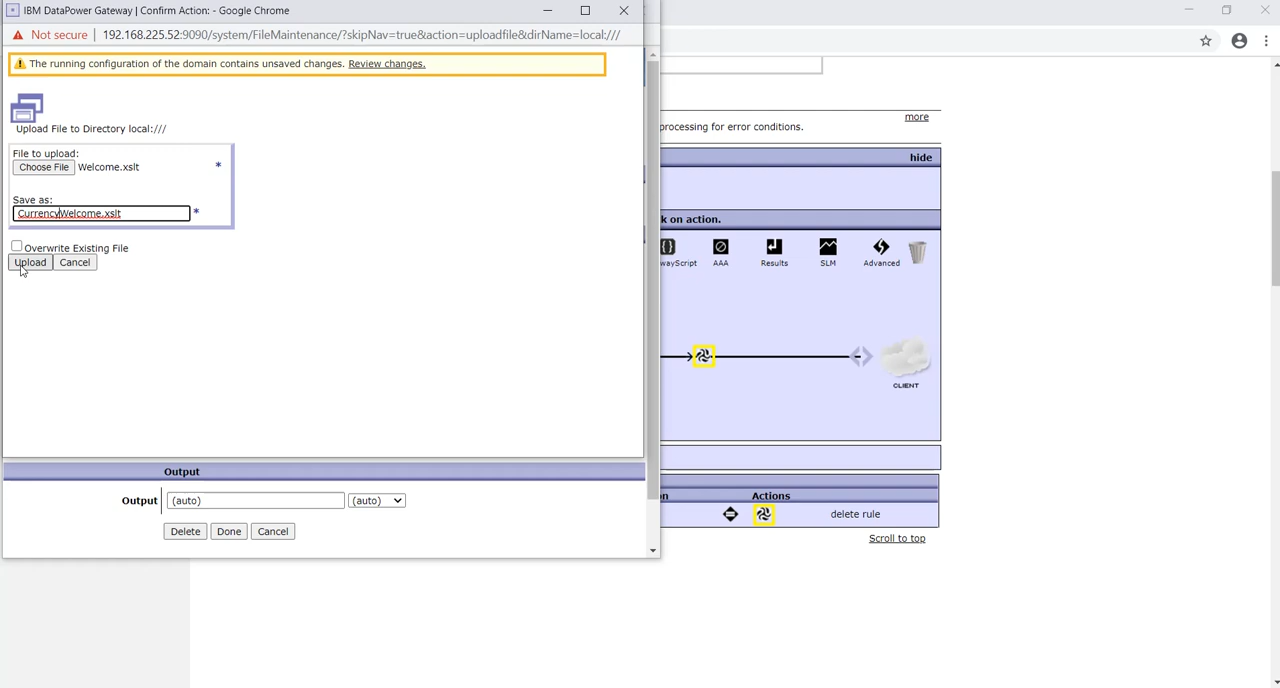 IBM DataPower Gateway | Confirm Action: - Google Chrome
Not secure | 192.168.225.52:9090/system/FileMaintenance/?skipNav=true&action=uploadfile&dirName=local:///
The running configuration of the domain contains unsaved changes. Review changes.
Upload File to Directory local:///
File to upload:
Choose File Welcome.xslt *
Save as:
CurrencyWelcome.xslt *
Overwrite Existing File
Upload Cancel
Output
Output (auto) (auto)
Delete Done Cancel
more
processing for error conditions.
hide
k on action.
wayScript AAA Results SLM Advanced
CLIENT
on Actions
delete rule
Scroll to top